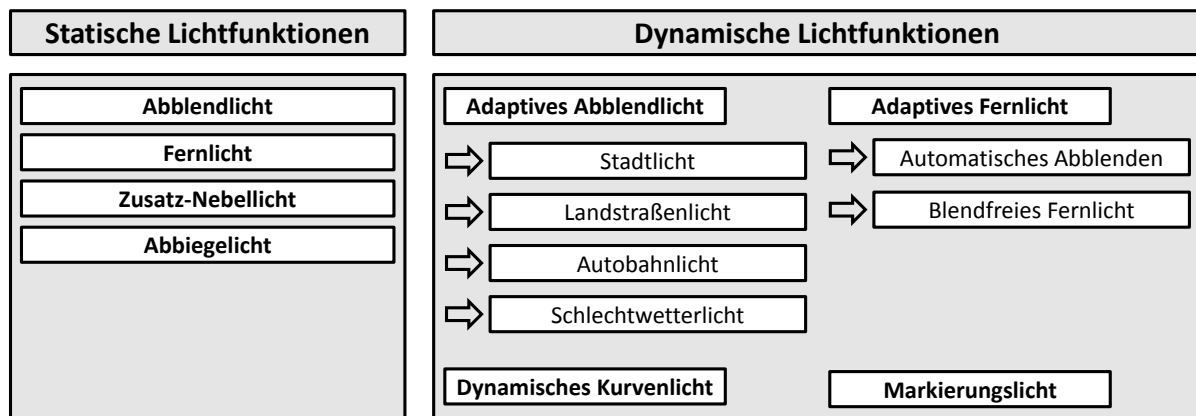 Statische Lichtfunktionen
Abblendlicht
Fernlicht
Zusatz-Nebellicht
Abbiegelicht
Dynamische Lichtfunktionen
Adaptives Abblendlicht
Stadtlicht
Landstraßenlicht
Autobahnlicht
Schlechtwetterlicht
Dynamisches Kurvenlicht
Adaptives Fernlicht
Automatisches Abblenden
Blendfreies Fernlicht
Markierungslicht